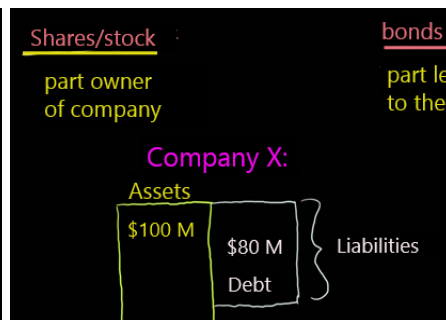 Shares/stock :
bonds
part owner
of company
part le
to the
Company X:
Assets
$100 M
$80 M
Debt
Liabilities